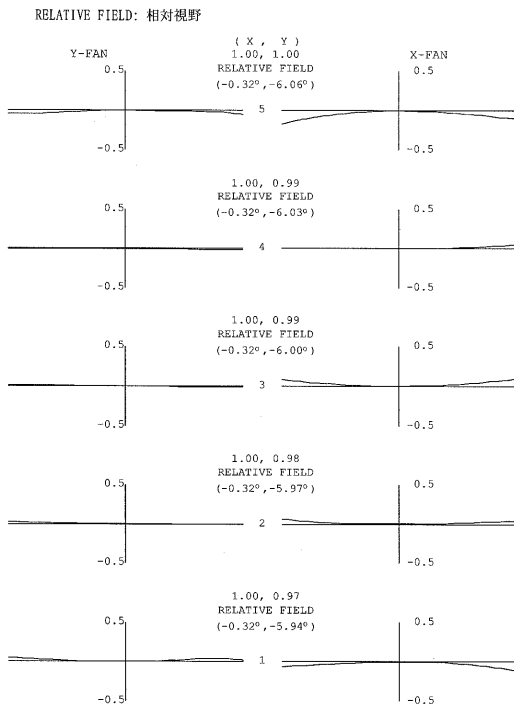 RELATIVE FIELD: 相対視野
( X , Y )
Y-FAN 1.00, 1.00 X-FAN
0.5 RELATIVE FIELD 0.5
(-0.32°,-6.06°)
5
-0.5 -0.5
1.00, 0.99
RELATIVE FIELD
0.5 (-0.32°,-6.03°) 0.5
4
-0.5 -0.5
1.00, 0.99
RELATIVE FIELD
0.5 (-0.32°,-6.00°) 0.5
3
-0.5 -0.5
1.00, 0.98
RELATIVE FIELD
0.5 (-0.32°,-5.97°) 0.5
2
-0.5 -0.5
1.00, 0.97
RELATIVE FIELD
0.5 (-0.32°,-5.94°) 0.5
1
-0.5 -0.5